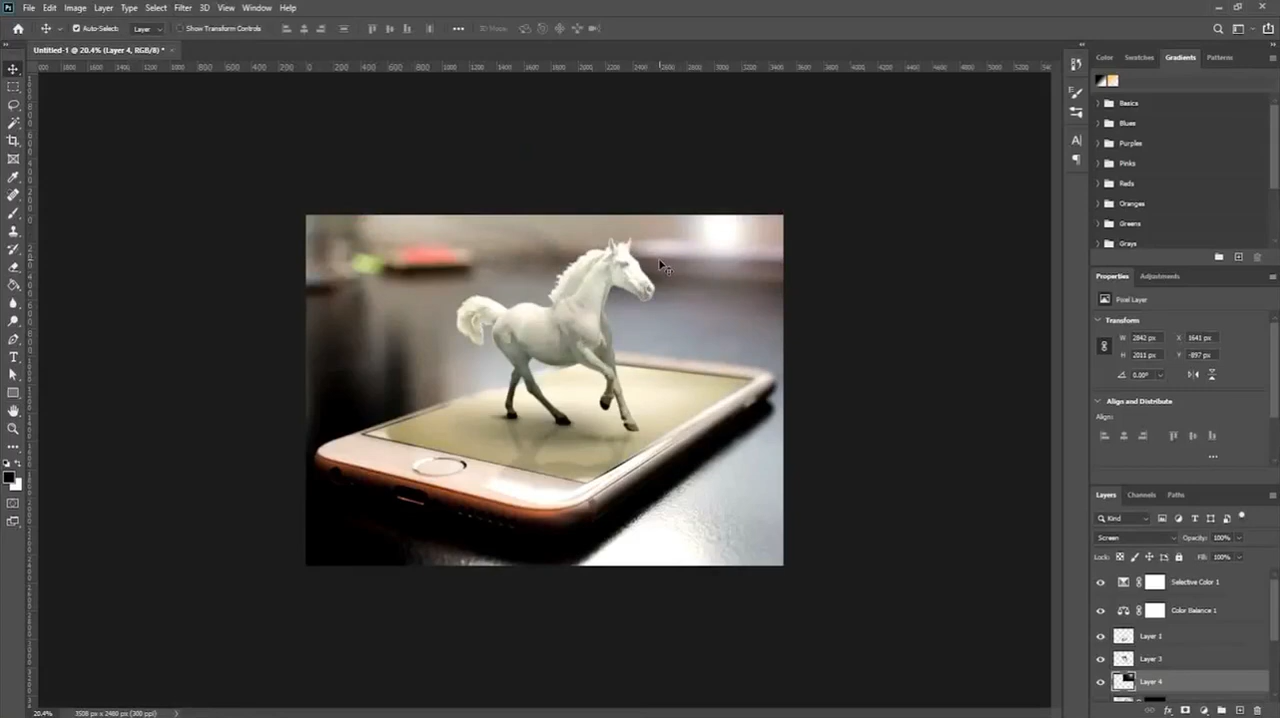 Ps File Edit Image Layer Type Select Filter 3D View Window Help
Auto-Select: Layer Show Transform Controls 3D Mode:
Untitled-1 @ 20.4% (Layer 4, RGB/8) *
Color Swatches Gradients Patterns
Basics
Blues
Purples
Pinks
Reds
Oranges
Greens
Grays
Properties Adjustments
Pixel Layer
Transform
W 2842 px X 1641 px
H 2011 px Y -897 px
0.00°
Align and Distribute
Align:
Layers Channels Paths
Kind
Screen Opacity: 100%
Lock: Fill: 100%
Selective Color 1
Color Balance 1
Layer 1
Layer 3
Layer 4
20.4% 3508 px x 2480 px (300 ppi)